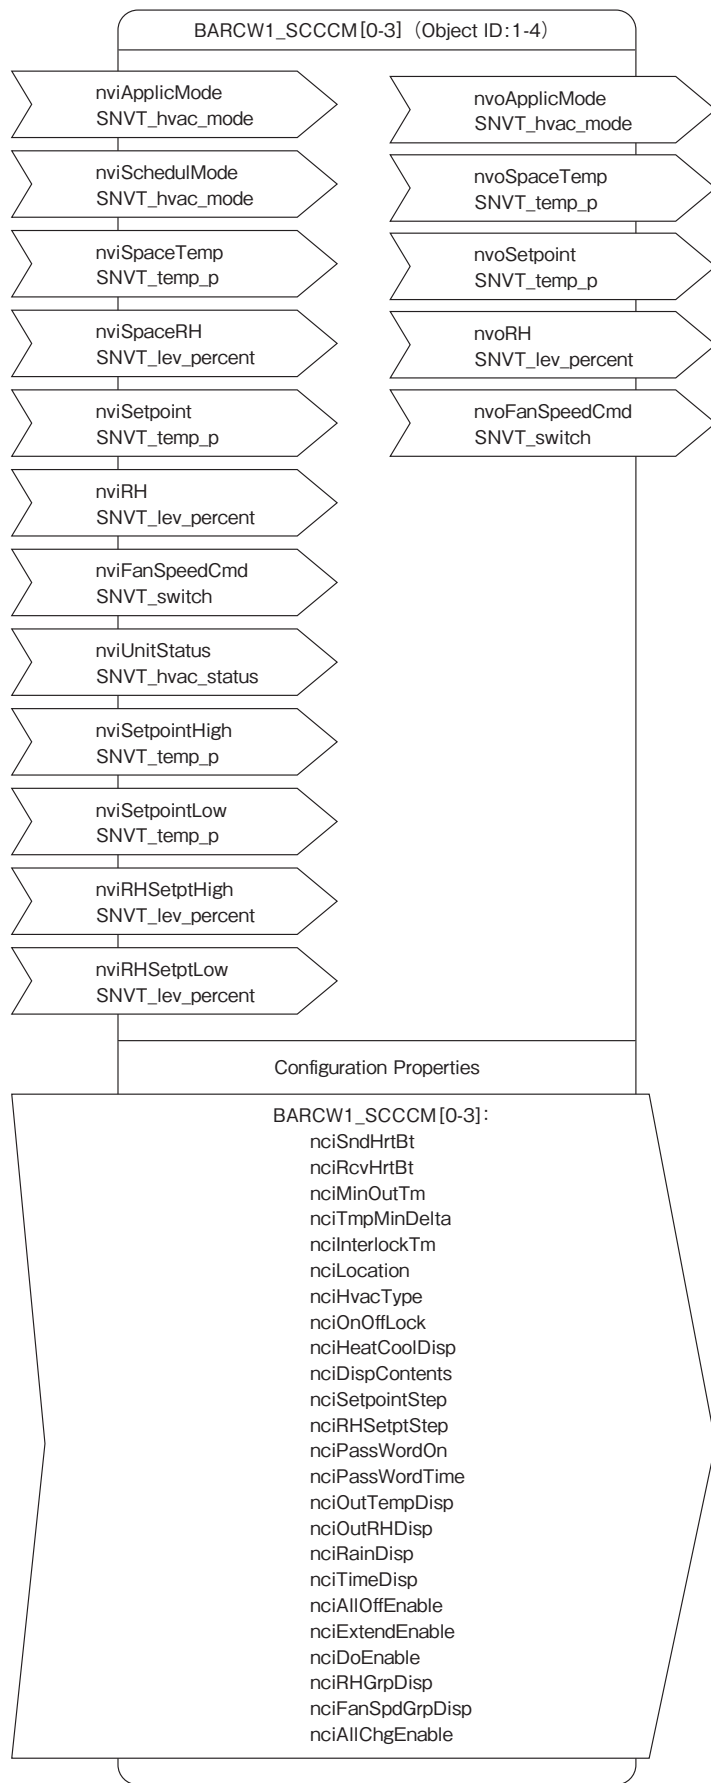 BARCW1_SCCCM[0-3] (Object ID:1-4)
nviApplicMode
SNVT_hvac_mode
nviSchedulMode
SNVT_hvac_mode
nviSpaceTemp
SNVT_temp_p
nviSpaceRH
SNVT_lev_percent
nviSetpoint
SNVT_temp_p
nviRH
SNVT_lev_percent
nviFanSpeedCmd
SNVT_switch
nviUnitStatus
SNVT_hvac_status
nviSetpointHigh
SNVT_temp_p
nviSetpointLow
SNVT_temp_p
nviRHSetptHigh
SNVT_lev_percent
nviRHSetptLow
SNVT_lev_percent
nvoApplicMode
SNVT_hvac_mode
nvoSpaceTemp
SNVT_temp_p
nvoSetpoint
SNVT_temp_p
nvoRH
SNVT_lev_percent
nvoFanSpeedCmd
SNVT_switch
Configuration Properties
BARCW1_SCCCM[0-3]:
nciSndHrtBt
nciRcvHrtBt
nciMinOutTm
nciTmpMinDelta
nciInterlockTm
nciLocation
nciHvacType
nciOnOffLock
nciHeatCoolDisp
nciDispContents
nciSetpointStep
nciRHSetptStep
nciPassWordOn
nciPassWordTime
nciOutTempDisp
nciOutRHDisp
nciRainDisp
nciTimeDisp
nciAllOffEnable
nciExtendEnable
nciDoEnable
nciRHGrpDisp
nciFanSpdGrpDisp
nciAllChgEnable